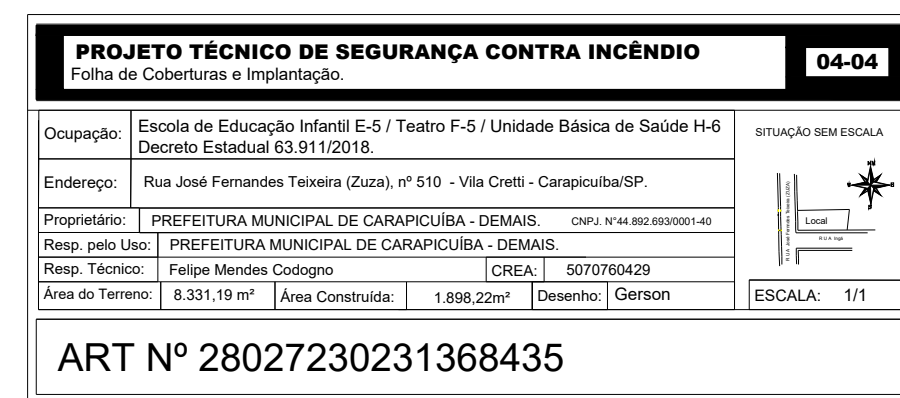 PROJETO TÉCNICO DE SEGURANÇA CONTRA INCÊNDIO
Folha de Coberturas e Implantação.
04-04
Ocupação: Escola de Educação Infantil E-5 / Teatro F-5 / Unidade Básica de Saúde H-6
Decreto Estadual 63.911/2018.
Endereço: Rua José Fernandes Teixeira (Zuza), nº 510 - Vila Cretti - Carapicuíba/SP.
Proprietário: PREFEITURA MUNICIPAL DE CARAPICUÍBA - DEMAIS. CNPJ. N°44.892.693/0001-40
Resp. pelo Uso: PREFEITURA MUNICIPAL DE CARAPICUÍBA - DEMAIS.
Resp. Técnico: Felipe Mendes Codogno CREA: 5070760429
Área do Terreno: 8.331,19 m² Área Construída: 1.898,22m² Desenho: Gerson
SITUAÇÃO SEM ESCALA
Local
RUA Ingá
ESCALA: 1/1
ART Nº 28027230231368435